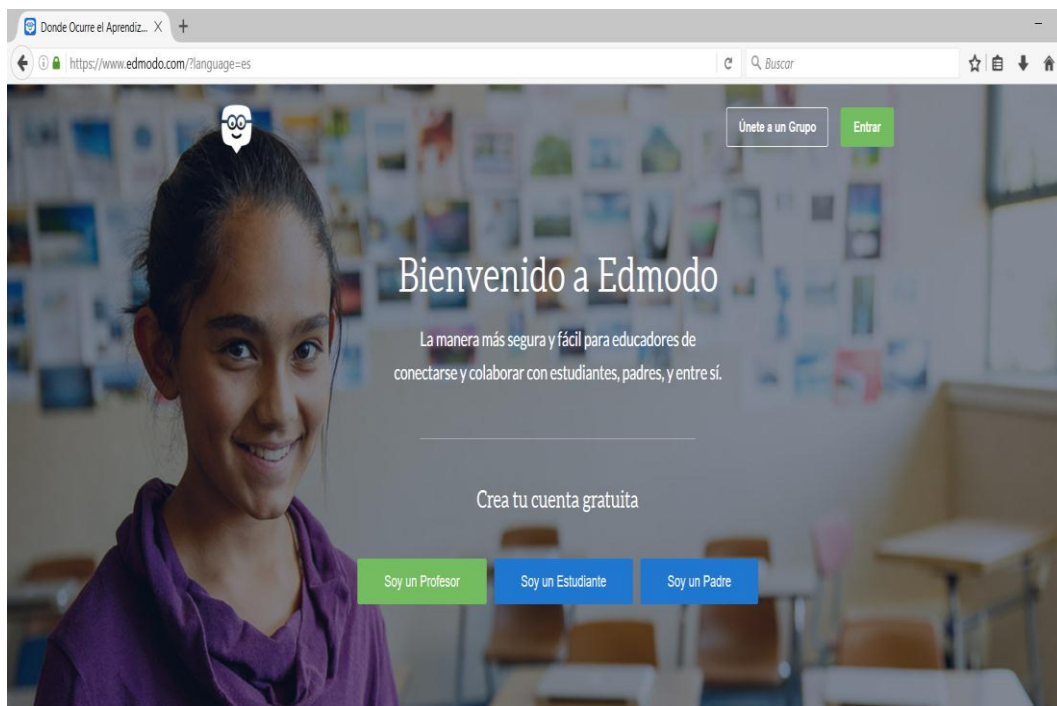 Donde Ocurre el Aprendiz...
https://www.edmodo.com/?language=es
Buscar
Únete a un Grupo
Entrar
Bienvenido a Edmodo
La manera más segura y fácil para educadores de
conectarse y colaborar con estudiantes, padres, y entre sí.
Crea tu cuenta gratuita
Soy un Profesor
Soy un Estudiante
Soy un Padre